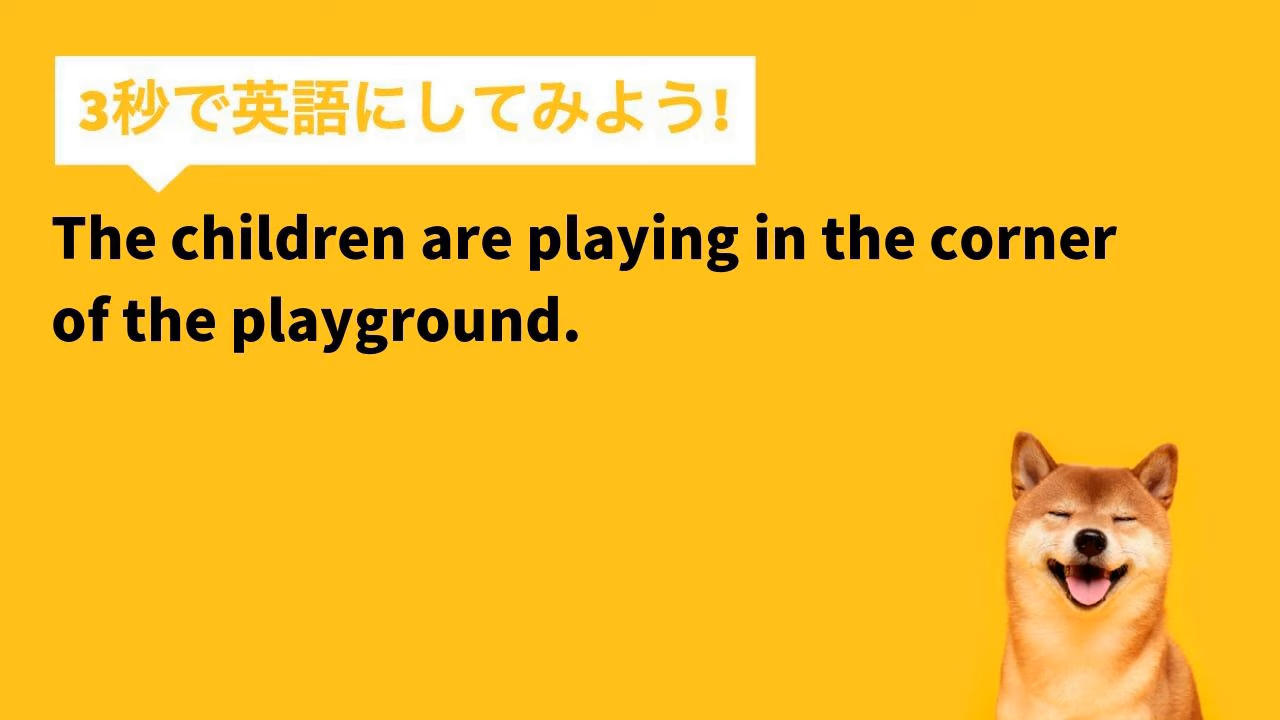 3秒で英語にしてみよう!
The children are playing in the corner
of the playground.